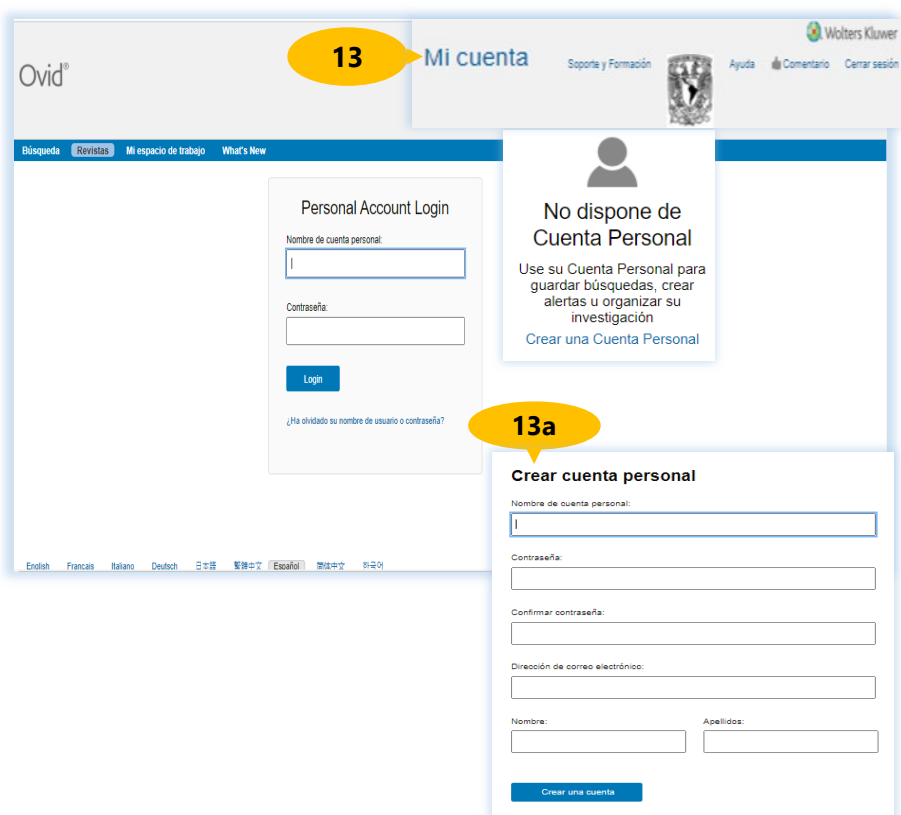 Wolters Kluwer
13
Mi cuenta
Soporte y Formación
Ayuda
Comentario
Cerrar sesión
Ovid®
Búsqueda Revistas Mi espacio de trabajo What's New
Personal Account Login
Nombre de cuenta personal:
Contraseña:
Login
¿Ha olvidado su nombre de usuario o contraseña?
No dispone de
Cuenta Personal
Use su Cuenta Personal para
guardar búsquedas, crear
alertas u organizar su
investigación
Crear una Cuenta Personal
13a
Crear cuenta personal
Nombre de cuenta personal:
Contraseña:
Confirmar contraseña:
Dirección de correo electrónico:
Nombre:
Apellidos:
Crear una cuenta
English Francais Italiano Deutsch 日本語 繁體中文 Español 简体中文 한국어